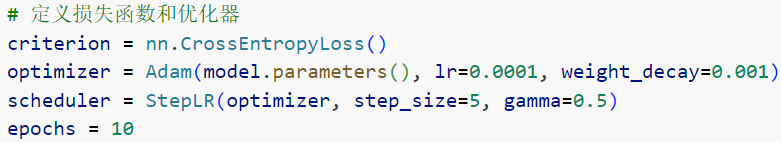 # 定义损失函数和优化器
criterion = nn.CrossEntropyLoss()
optimizer = Adam(model.parameters(), lr=0.0001, weight_decay=0.001)
scheduler = StepLR(optimizer, step_size=5, gamma=0.5)
epochs = 10